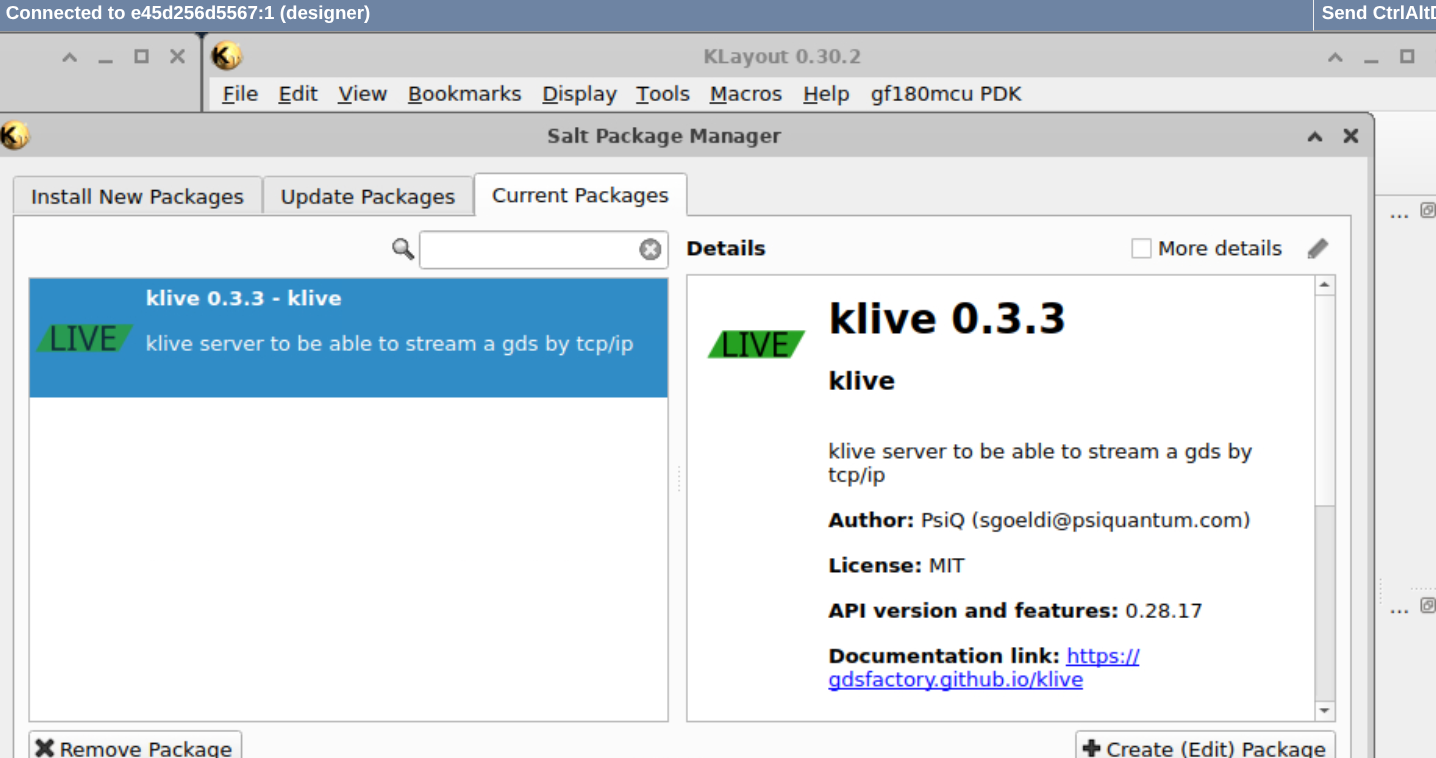 Connected to e45d256d5567:1 (designer)
Send CtrlAltD
KLayout 0.30.2
File Edit View Bookmarks Display Tools Macros Help gf180mcu PDK
Salt Package Manager
Install New Packages Update Packages Current Packages
Details
More details
klive 0.3.3 - klive
LIVE
klive server to be able to stream a gds by tcp/ip
klive 0.3.3
LIVE
klive
klive server to be able to stream a gds by
tcp/ip
Author: PsiQ (sgoeldi@psiquantum.com)
License: MIT
API version and features: 0.28.17
Documentation link: https://
gdsfactory.github.io/klive
...
...
Remove Package
Create (Edit) Package